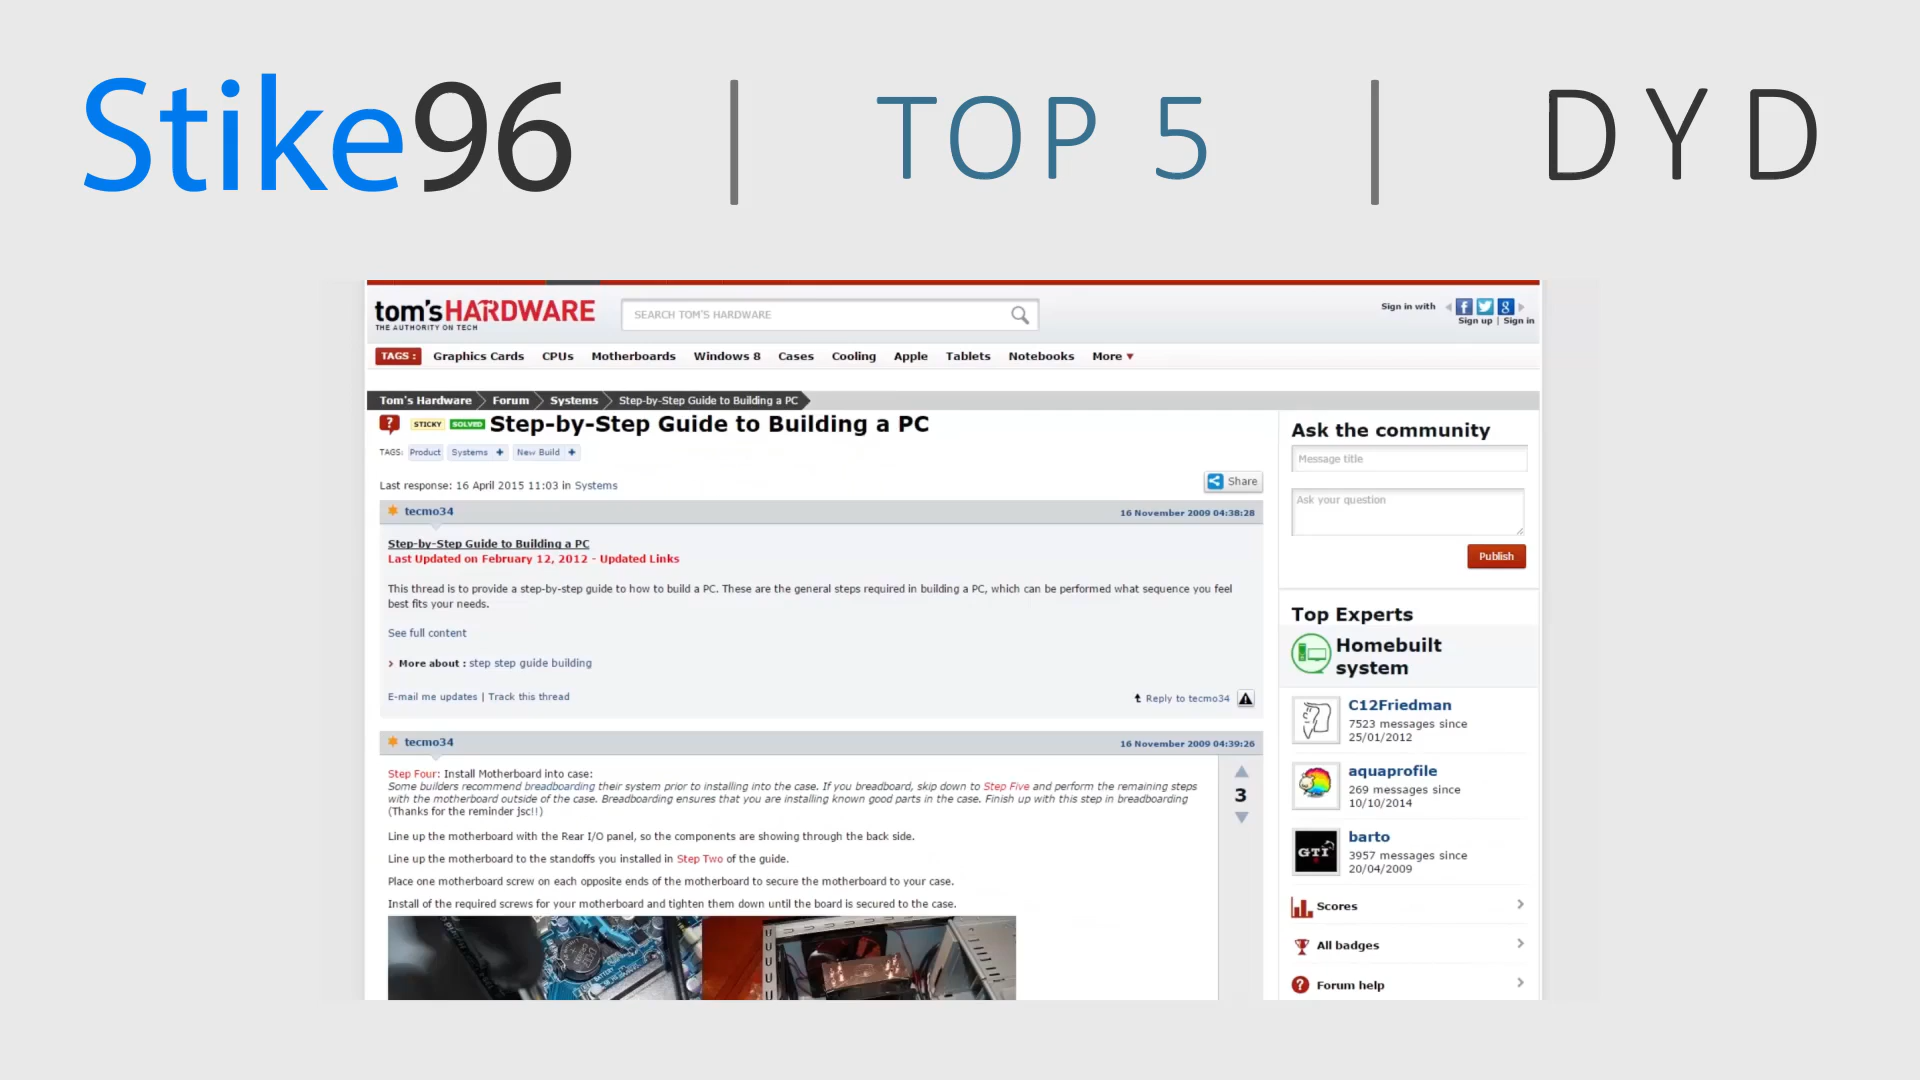 Stike96 | TOP 5 | DYD
tom's HARDWARE
THE AUTHORITY ON TECH
SEARCH TOM'S HARDWARE
Sign in with
Sign up | Sign in
TAGS : Graphics Cards CPUs Motherboards Windows 8 Cases Cooling Apple Tablets Notebooks More
Tom's Hardware Forum Systems Step-by-Step Guide to Building a PC
? STICKY SOLVED Step-by-Step Guide to Building a PC
TAGS: Product Systems + New Build +
Last response: 16 April 2015 11:03 in Systems
Share
tecmo34 16 November 2009 04:38:28
Step-by-Step Guide to Building a PC
Last Updated on February 12, 2012 - Updated Links
This thread is to provide a step-by-step guide to how to build a PC. These are the general steps required in building a PC, which can be performed what sequence you feel
best fits your needs.
See full content
More about : step step guide building
E-mail me updates | Track this thread
Reply to tecmo34
tecmo34 16 November 2009 04:39:26
Step Four: Install Motherboard into case:
Some builders recommend breadboarding their system prior to installing into the case. If you breadboard, skip down to Step Five and perform the remaining steps
with the motherboard outside of the case. Breadboarding ensures that you are installing known good parts in the case. Finish up with this step in breadboarding
(Thanks for the reminder Jsc!!)
3
Line up the motherboard with the Rear I/O panel, so the components are showing through the back side.
Line up the motherboard to the standoffs you installed in Step Two of the guide.
Place one motherboard screw on each opposite ends of the motherboard to secure the motherboard to your case.
Install of the required screws for your motherboard and tighten them down until the board is secured to the case.
Ask the community
Message title
Ask your question
Publish
Top Experts
Homebuilt
system
C12Friedman
7523 messages since
25/01/2012
aquaprofile
269 messages since
10/10/2014
GTI
barto
3957 messages since
20/04/2009
Scores
All badges
? Forum help